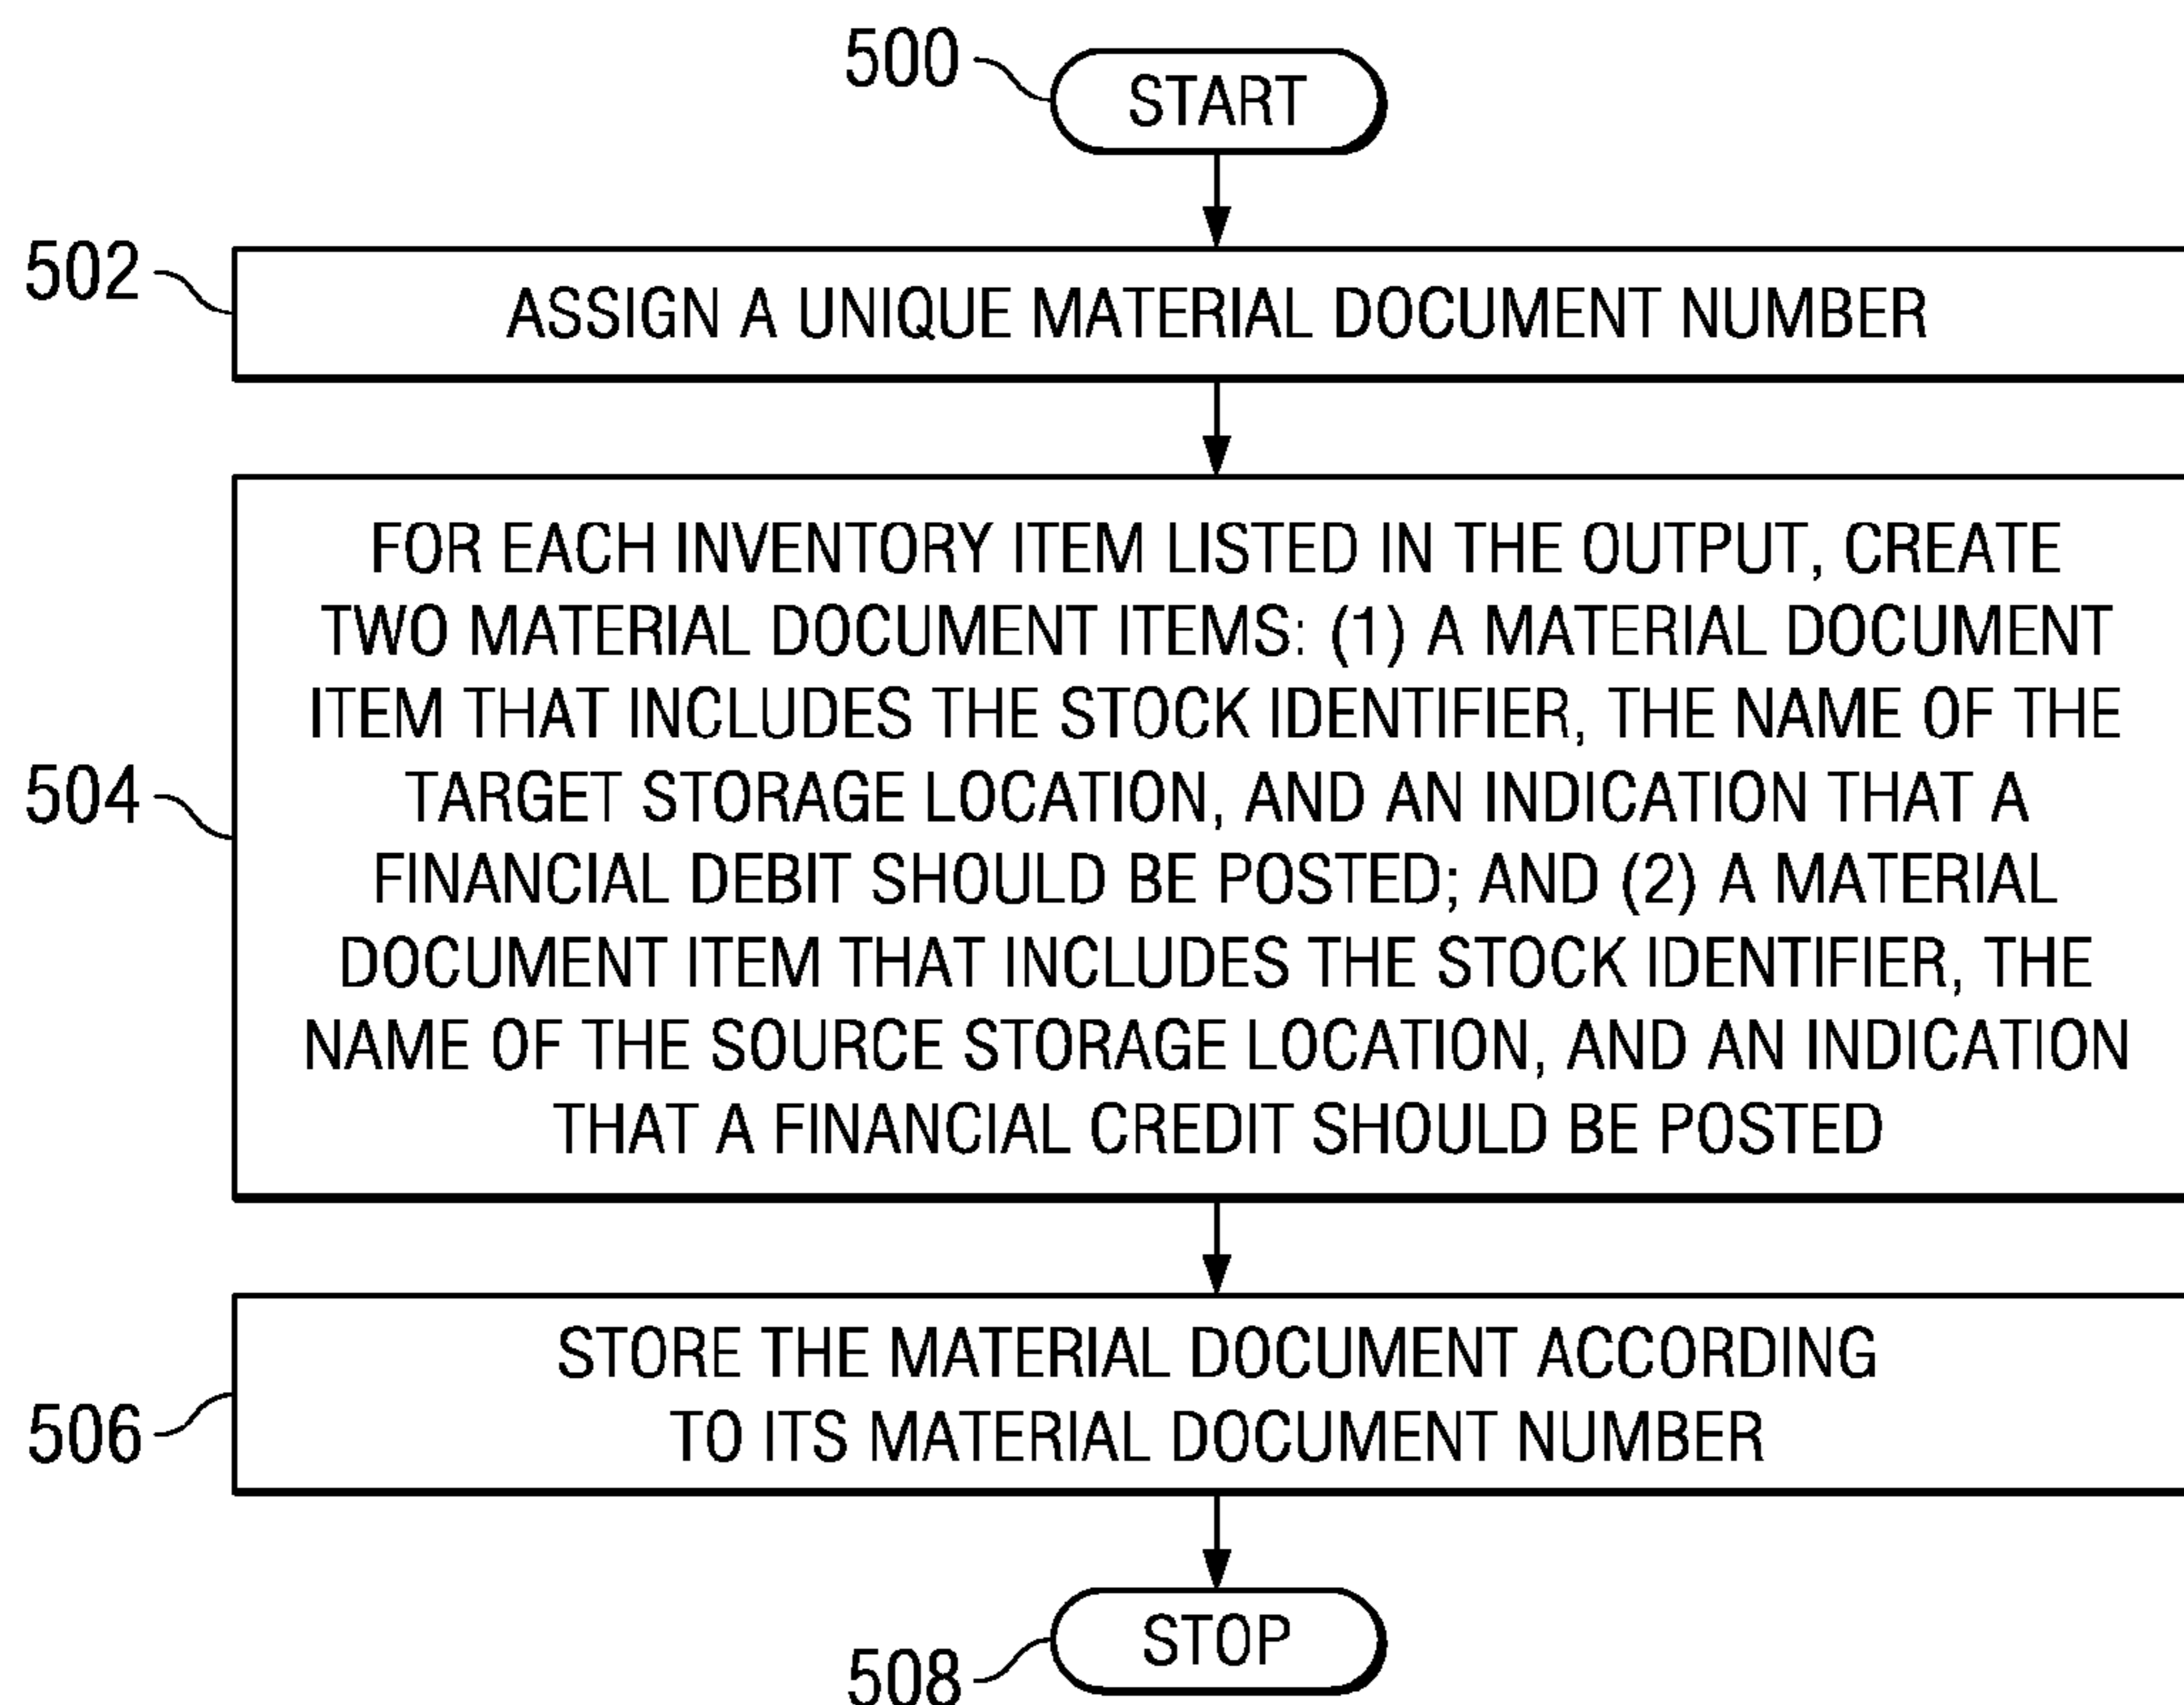 500
START
502
ASSIGN A UNIQUE MATERIAL DOCUMENT NUMBER
504
FOR EACH INVENTORY ITEM LISTED IN THE OUTPUT, CREATE
TWO MATERIAL DOCUMENT ITEMS: (1) A MATERIAL DOCUMENT
ITEM THAT INCLUDES THE STOCK IDENTIFIER, THE NAME OF THE
TARGET STORAGE LOCATION, AND AN INDICATION THAT A
FINANCIAL DEBIT SHOULD BE POSTED; AND (2) A MATERIAL
DOCUMENT ITEM THAT INCLUDES THE STOCK IDENTIFIER, THE
NAME OF THE SOURCE STORAGE LOCATION, AND AN INDICATION
THAT A FINANCIAL CREDIT SHOULD BE POSTED
506
STORE THE MATERIAL DOCUMENT ACCORDING
TO ITS MATERIAL DOCUMENT NUMBER
508
STOP